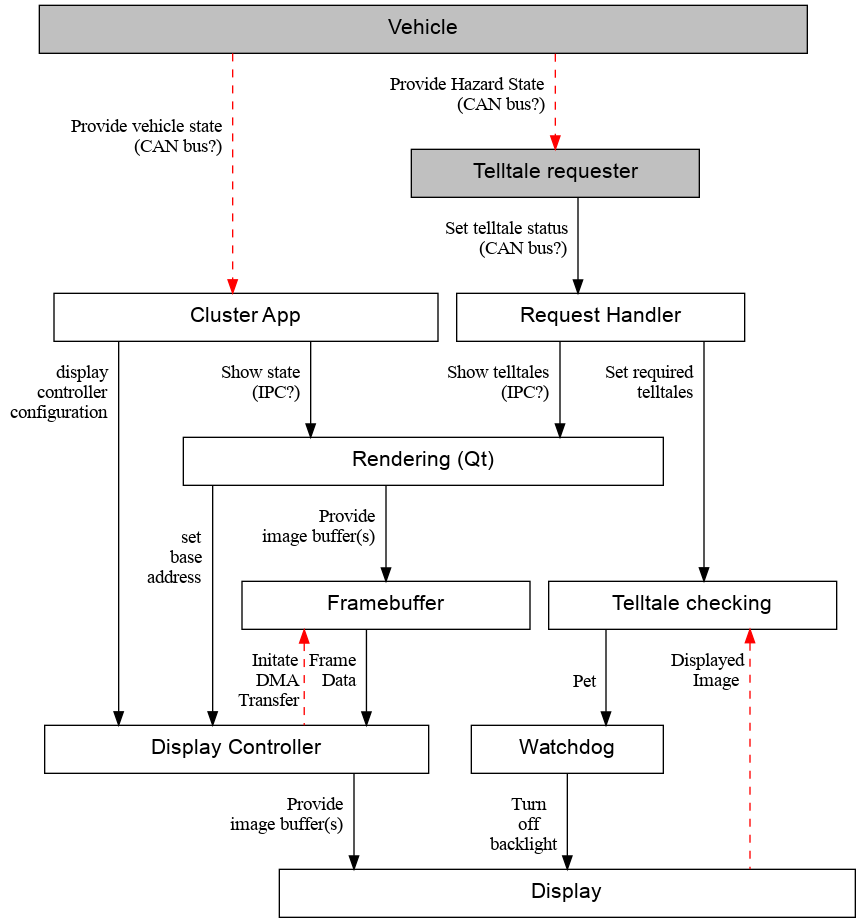 Vehicle
Provide Hazard State
(CAN bus?)
Provide vehicle state
(CAN bus?)
Telltale requester
Set telltale status
(CAN bus?)
Cluster App
Request Handler
display
controller
configuration
Show state
(IPC?)
Show telltales
(IPC?)
Set required
telltales
Rendering (Qt)
set
base
address
Provide
image buffer(s)
Framebuffer
Telltale checking
Initate
DMA
Transfer
Frame
Data
Pet
Displayed
Image
Display Controller
Watchdog
Provide
image buffer(s)
Turn
off
backlight
Display